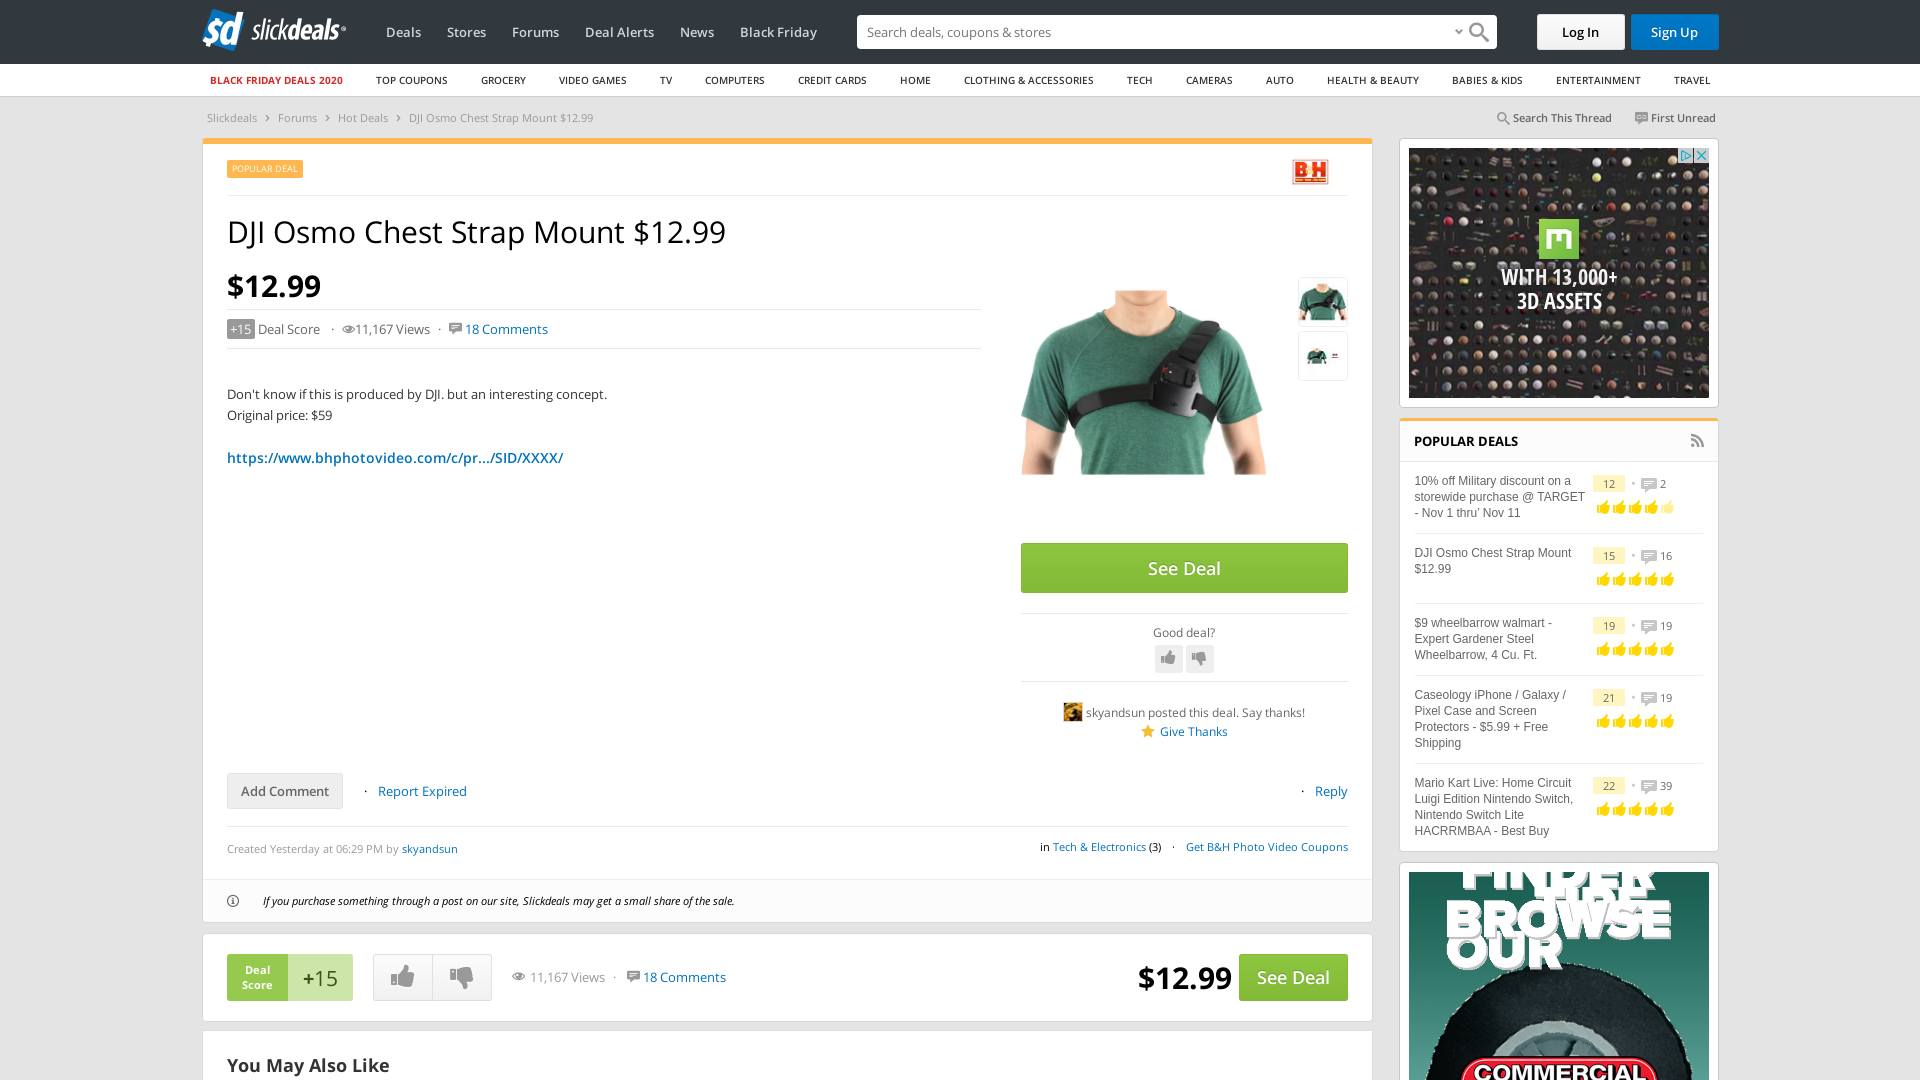 slickdeals
Deals Stores Forums Deal Alerts News Black Friday
Search deals, coupons & stores
Log In Sign Up
BLACK FRIDAY DEALS 2020 TOP COUPONS GROCERY VIDEO GAMES TV COMPUTERS CREDIT CARDS HOME CLOTHING & ACCESSORIES TECH CAMERAS AUTO HEALTH & BEAUTY BABIES & KIDS ENTERTAINMENT TRAVEL
Slickdeals > Forums > Hot Deals > DJI Osmo Chest Strap Mount $12.99
Search This Thread First Unread
POPULAR DEAL
B&H
DJI Osmo Chest Strap Mount $12.99
$12.99
+15 Deal Score · 11,167 Views · 18 Comments
Don't know if this is produced by DJI. but an interesting concept.
Original price: $59
https://www.bhphotovideo.com/c/pr.../SID/XXXX/
See Deal
Good deal?
skyandsun posted this deal. Say thanks!
Give Thanks
Add Comment · Report Expired
· Reply
Created Yesterday at 06:29 PM by skyandsun
in Tech & Electronics (3) · Get B&H Photo Video Coupons
If you purchase something through a post on our site, Slickdeals may get a small share of the sale.
Deal
Score
+15
11,167 Views · 18 Comments
$12.99 See Deal
You May Also Like
WITH 13,000+
3D ASSETS
POPULAR DEALS
10% off Military discount on a
storewide purchase @ TARGET
- Nov 1 thru' Nov 11
12 • 2
DJI Osmo Chest Strap Mount
$12.99
15 • 16
$9 wheelbarrow walmart -
Expert Gardener Steel
Wheelbarrow, 4 Cu. Ft.
19 • 19
Caseology iPhone / Galaxy /
Pixel Case and Screen
Protectors - $5.99 + Free
Shipping
21 • 19
Mario Kart Live: Home Circuit
Luigi Edition Nintendo Switch,
Nintendo Switch Lite
HACRRMBAA - Best Buy
22 • 39
FINDER
BROWSE
OUR
COMMERCIAL